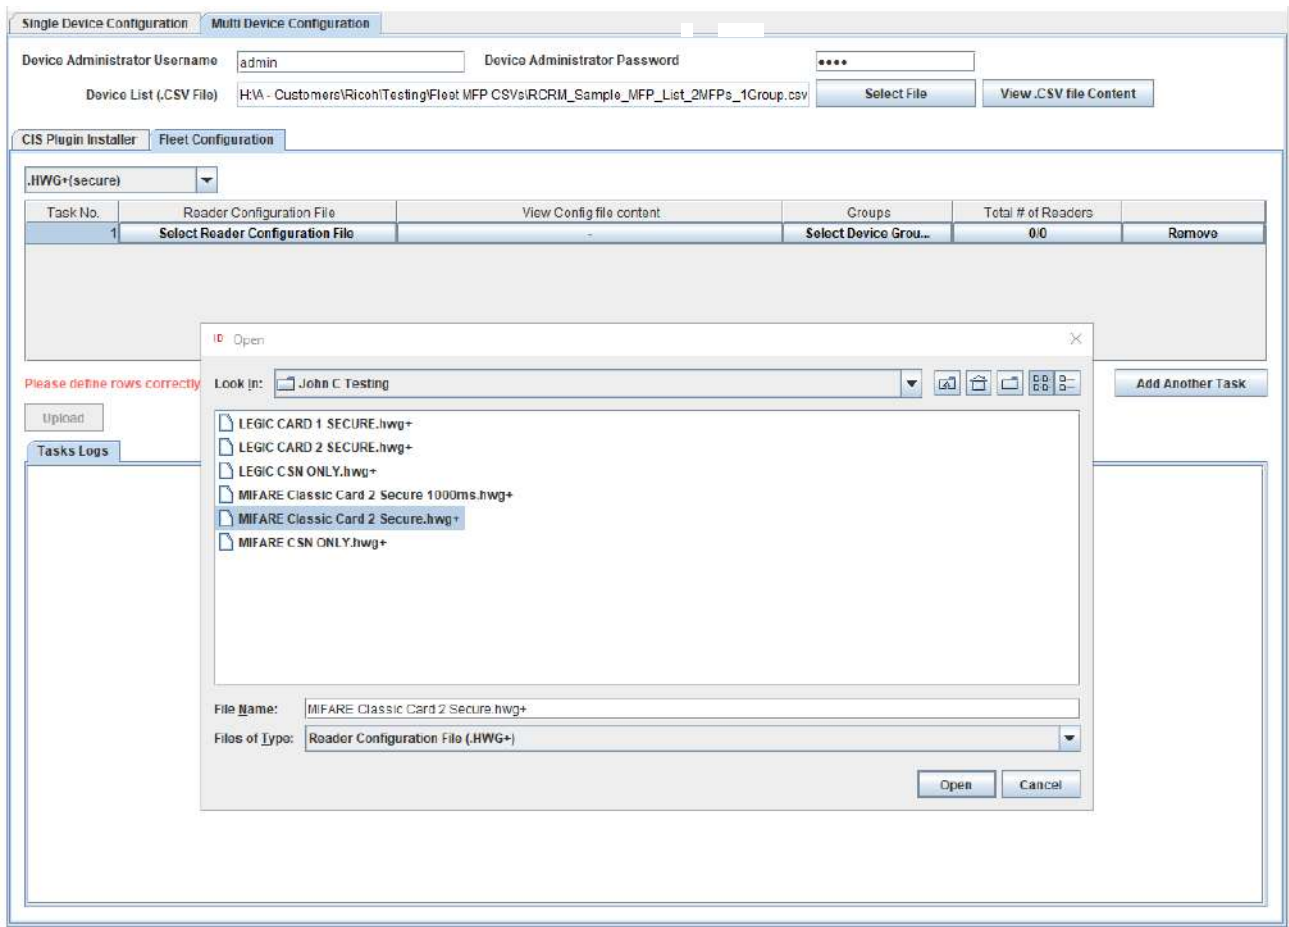 Single Device Configuration Multi Device Configuration
Device Administrator Username admin Device Administrator Password ••••
Device List (.CSV File) H:\A - Customers\Ricoh\Testing\Fleet MFP CSVs\RCRM_Sample_MFP_List_2MFPs_1Group.csv Select File View .CSV file Content
CIS Plugin Installer Fleet Configuration
.HWG+(secure)
Task No. Reader Configuration File View Config file content Groups Total # of Readers
1 Select Reader Configuration File - Select Device Grou... 0/0 Remove
ID Open
Please define rows correctly Look in: John C Testing Add Another Task
LEGIC CARD 1 SECURE.hwg+
Upload
LEGIC CARD 2 SECURE.hwg+
Tasks Logs
LEGIC CSN ONLY.hwg+
MIFARE Classic Card 2 Secure 1000ms.hwg+
MIFARE Classic Card 2 Secure.hwg+
MIFARE CSN ONLY.hwg+
File Name: MIFARE Classic Card 2 Secure.hwg+
Files of Type: Reader Configuration File (.HWG+)
Open Cancel